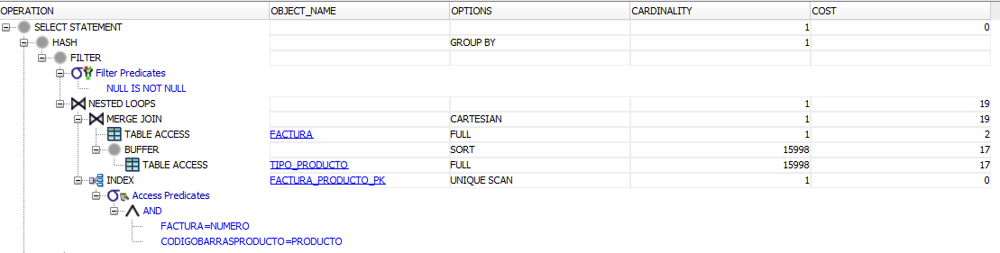 OPERATION OBJECT_NAME OPTIONS CARDINALITY COST
SELECT STATEMENT 1 0
HASH GROUP BY 1
FILTER
Filter Predicates
NULL IS NOT NULL
NESTED LOOPS 1 19
MERGE JOIN CARTESIAN 1 19
TABLE ACCESS FACTURA FULL 1 2
BUFFER SORT 15998 17
TABLE ACCESS TIPO_PRODUCTO FULL 15998 17
INDEX FACTURA_PRODUCTO_PK UNIQUE SCAN 1 0
Access Predicates
AND
FACTURA=NUMERO
CODIGOBARRASPRODUCTO=PRODUCTO